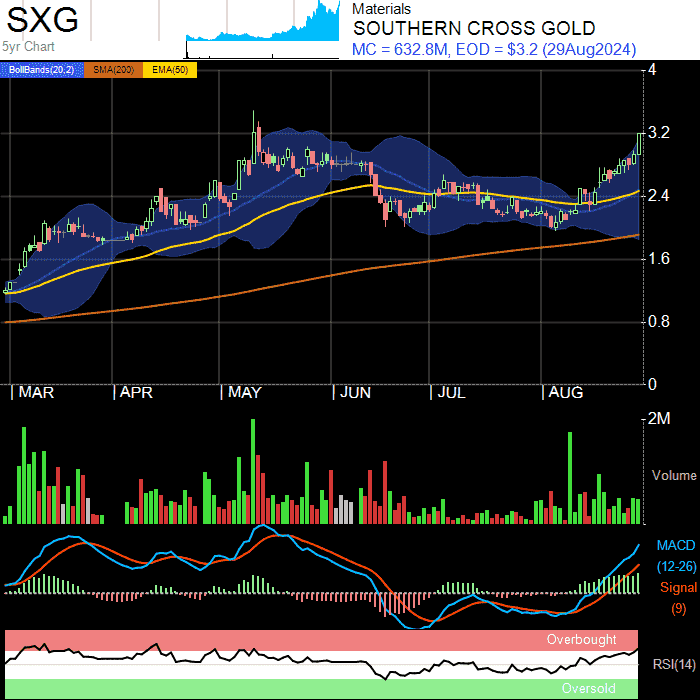 SXG
5yr Chart
Materials
SOUTHERN CROSS GOLD
MC = 632.8M, EOD = $3.2 (29Aug2024)
BollBands(20,2) SMA(200) EMA(50)
4
3.2
2.4
1.6
0.8
0
MAR APR MAY JUN JUL AUG
2M
Volume
MACD
(12-26)
Signal
(9)
Overbought
RSI(14)
Oversold